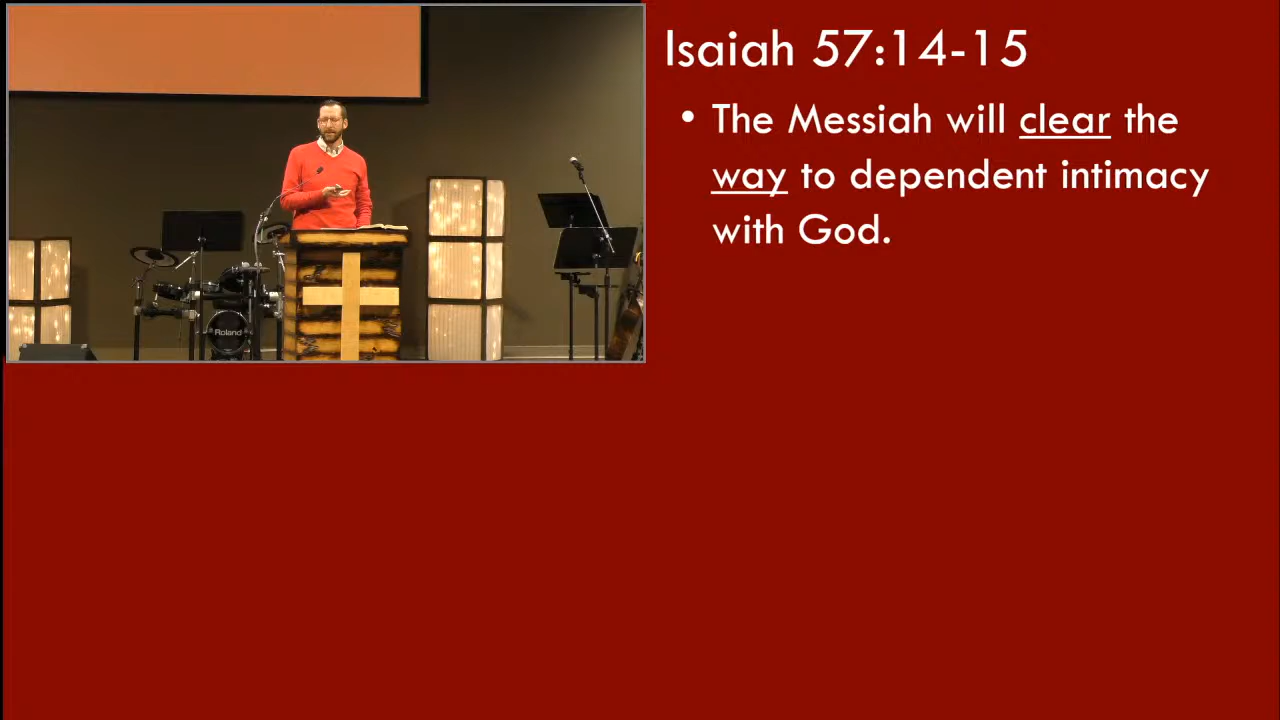 Isaiah 57:14-15
• The Messiah will clear the
way to dependent intimacy
with God.
Roland